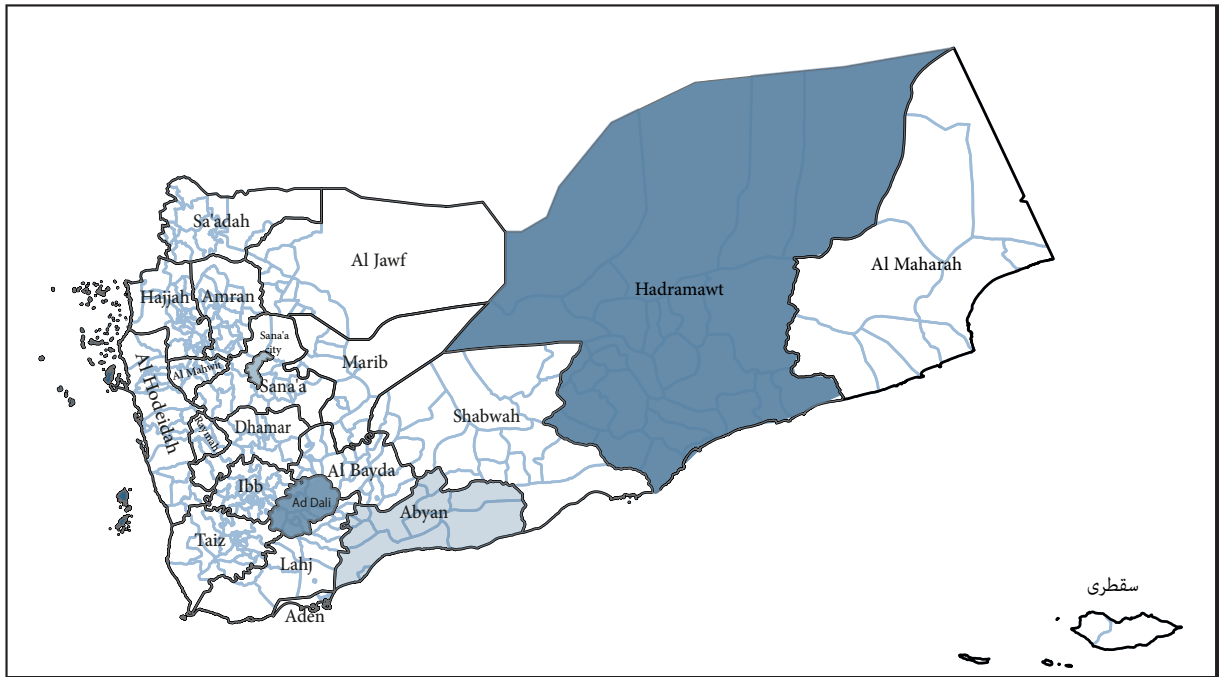 Sa'adah
Al Jawf
Hadramawt
Al Maharah
Hajjah
Amran
Sana'a
city
Marib
Al Mahwit
Sana'a
Al Hodeidah
Raymah
Dhamar
Shabwah
Al Bayda
Ibb
Ad Dali
Abyan
Taiz
Lahj
Aden
سقطرى